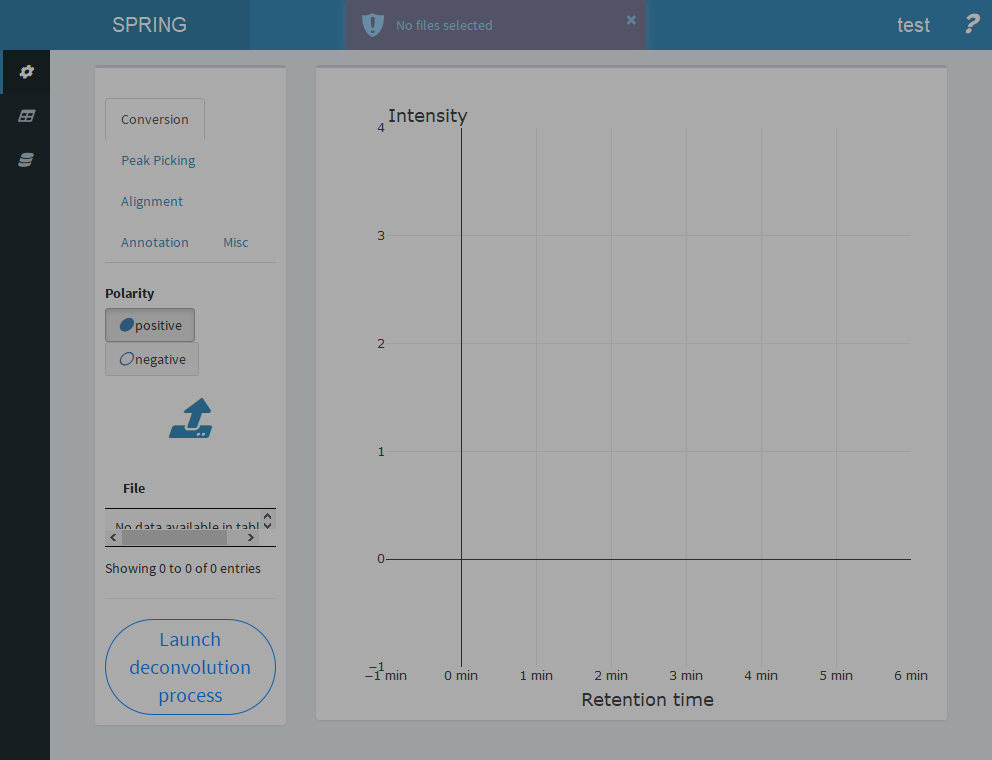 SPRING
No files selected
×
test
?
Conversion
Peak Picking
Alignment
Annotation Misc
Polarity
positive
negative
File
No data available in tabl
Showing 0 to 0 of 0 entries
Launch
deconvolution
process
Intensity
4
3
2
1
0
−1
−1 min 0 min 1 min 2 min 3 min 4 min 5 min 6 min
Retention time